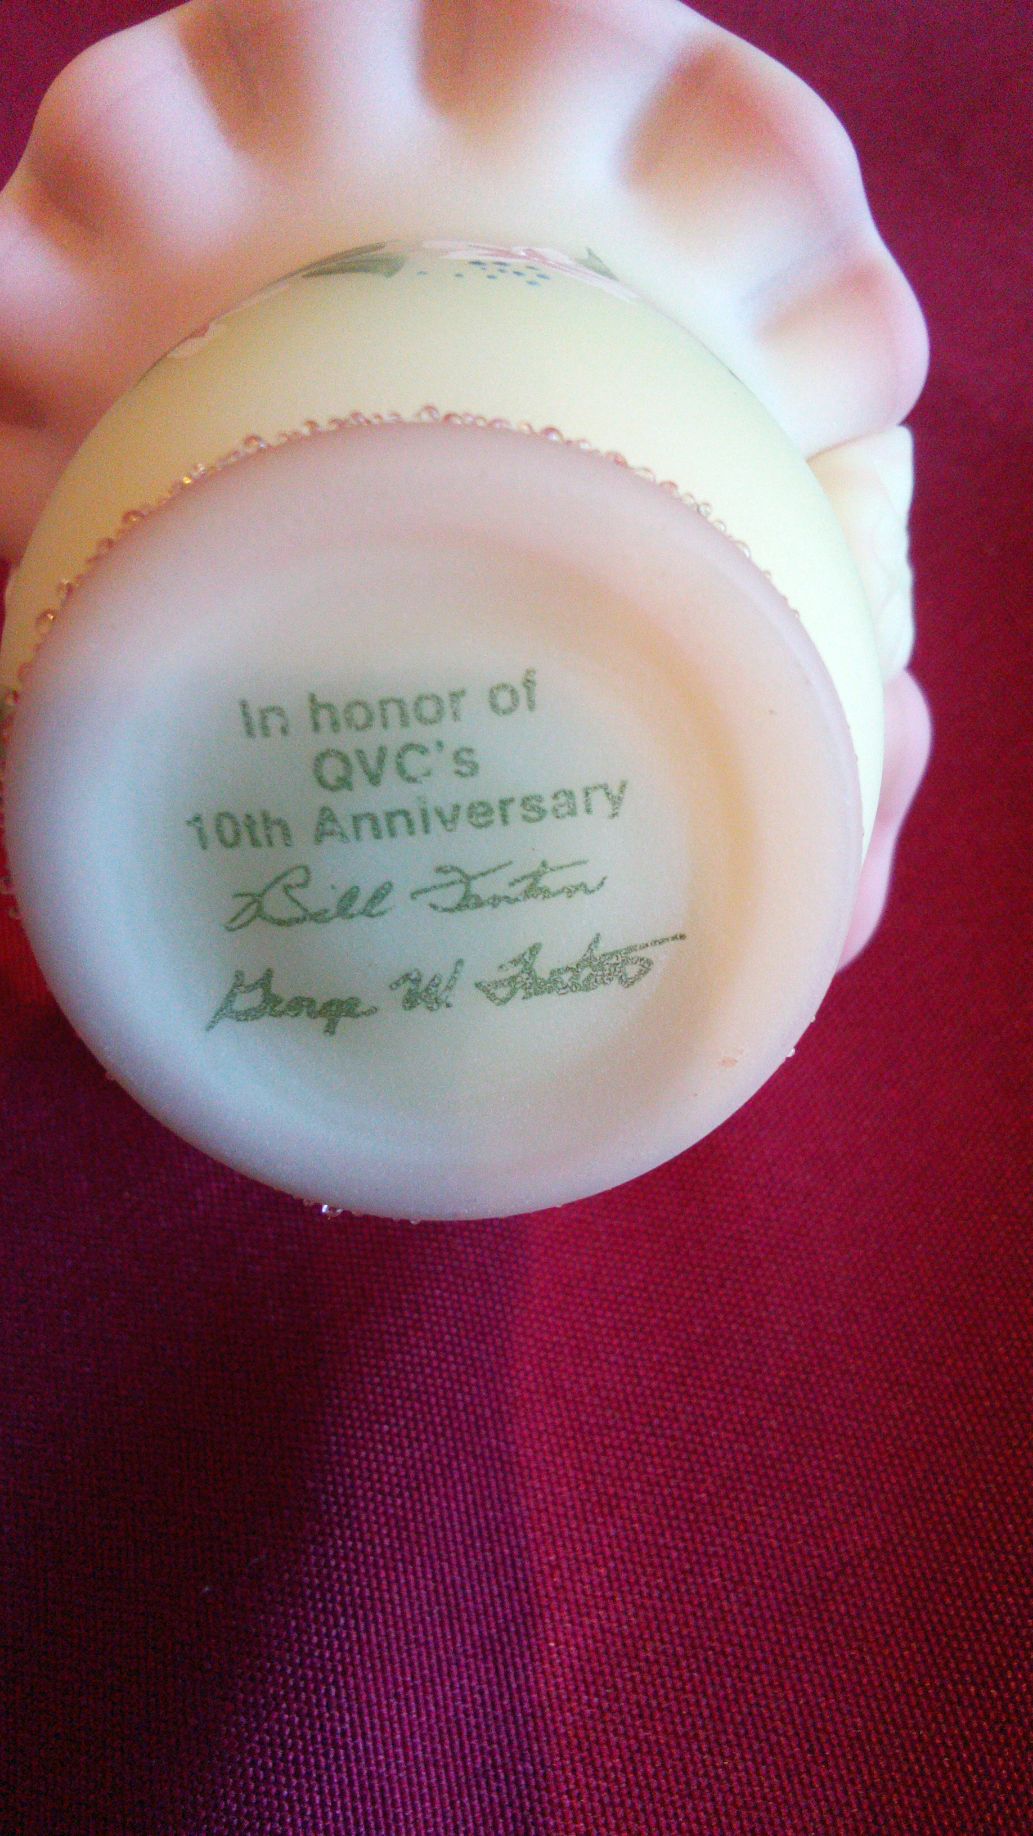 In honor of
QVC's
10th Anniversary
Bill Fenton
George W. Fenton